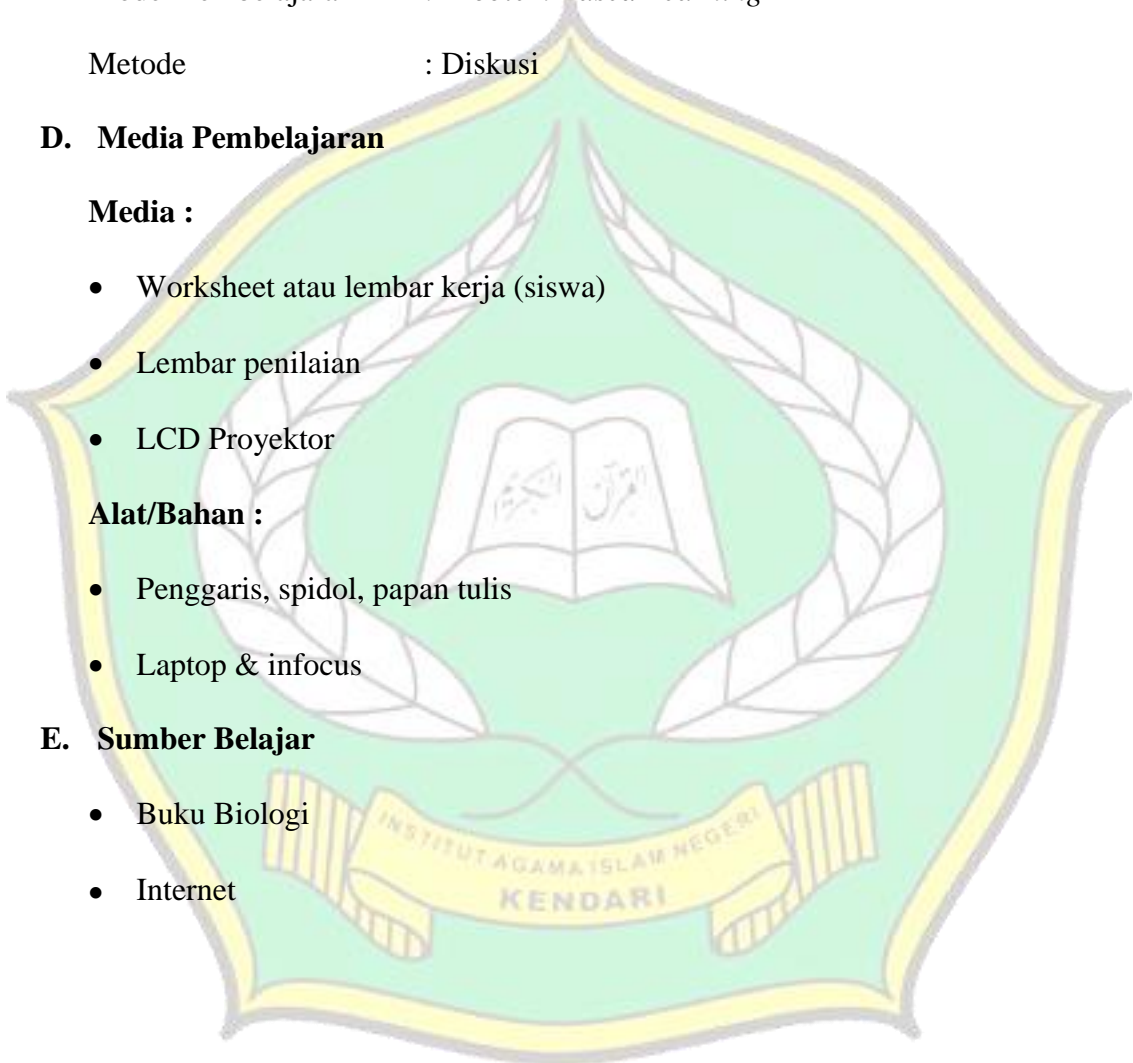 Metode : Diskusi
D. Media Pembelajaran
Media :
• Worksheet atau lembar kerja (siswa)
• Lembar penilaian
• LCD Proyektor
Alat/Bahan :
• Penggaris, spidol, papan tulis
• Laptop & infocus
E. Sumber Belajar
• Buku Biologi
• Internet
INSTITUT AGAMA ISLAM NEGERI
KENDARI